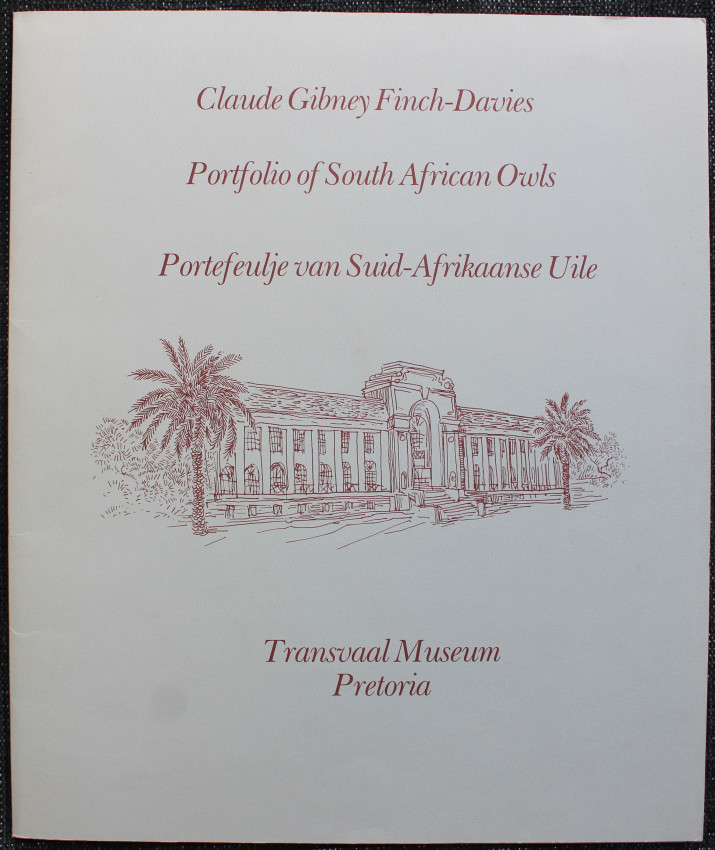 Claude Gibney Finch-Davies
Portfolio of South African Owls
Portefeulje van Suid-Afrikaanse Uile
Transvaal Museum
Pretoria